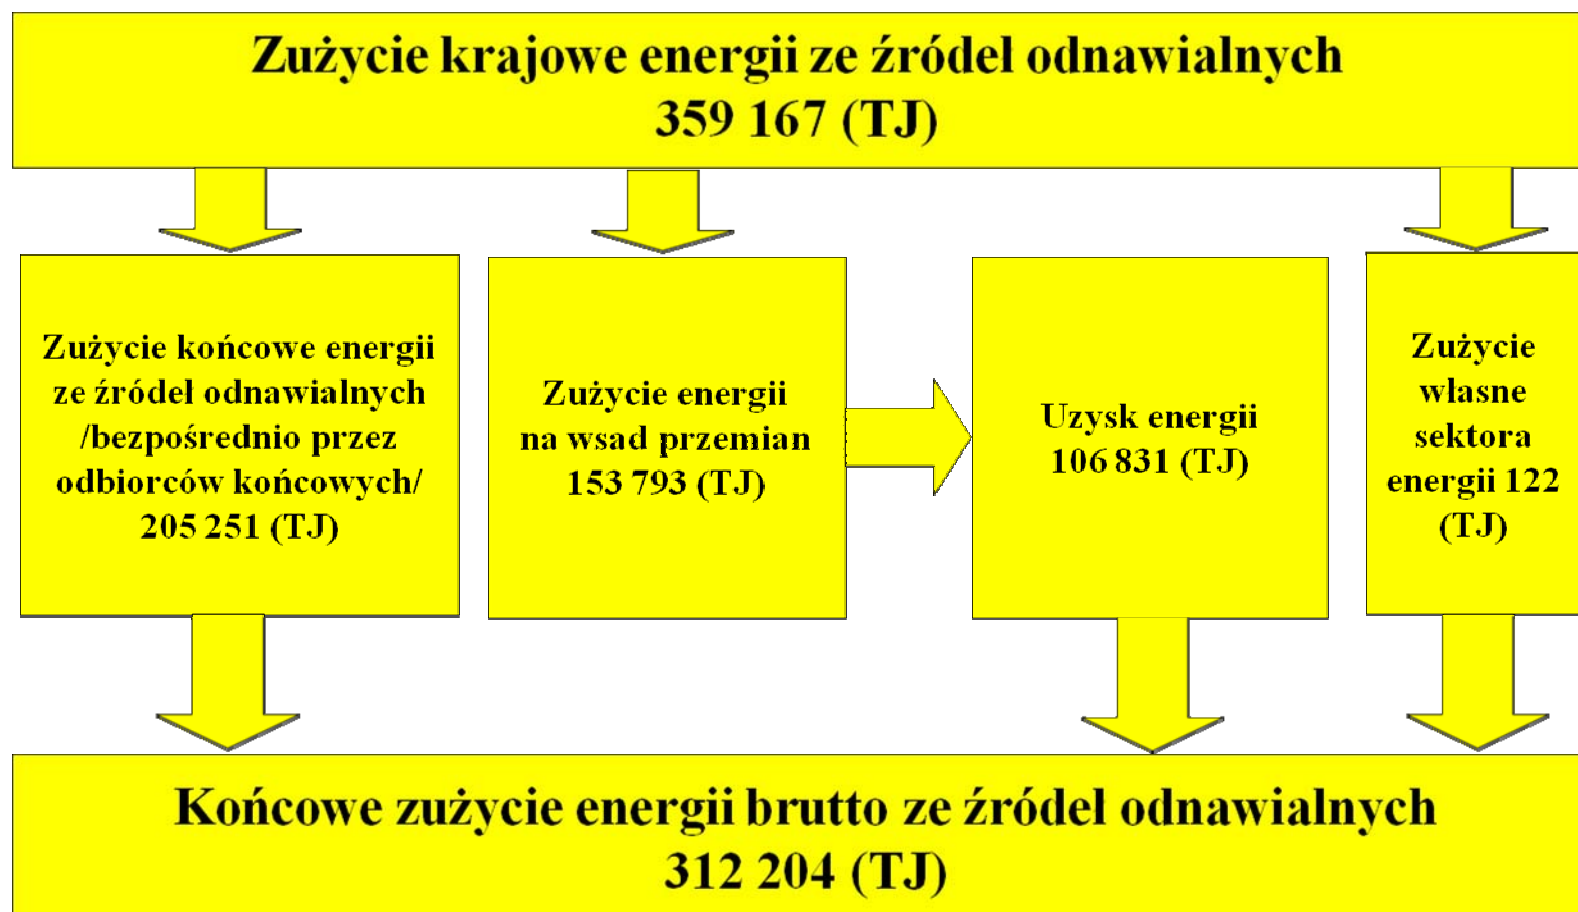 Zużycie krajowe energii ze źródeł odnawialnych
359 167 (TJ)
Zużycie końcowe energii
ze źródeł odnawialnych
/bezpośrednio przez
odbiorców końcowych/
205 251 (TJ)
Zużycie energii
na wsad przemian
153 793 (TJ)
Uzysk energii
106 831 (TJ)
Zużycie
własne
sektora
energii 122
(TJ)
Końcowe zużycie energii brutto ze źródeł odnawialnych
312 204 (TJ)